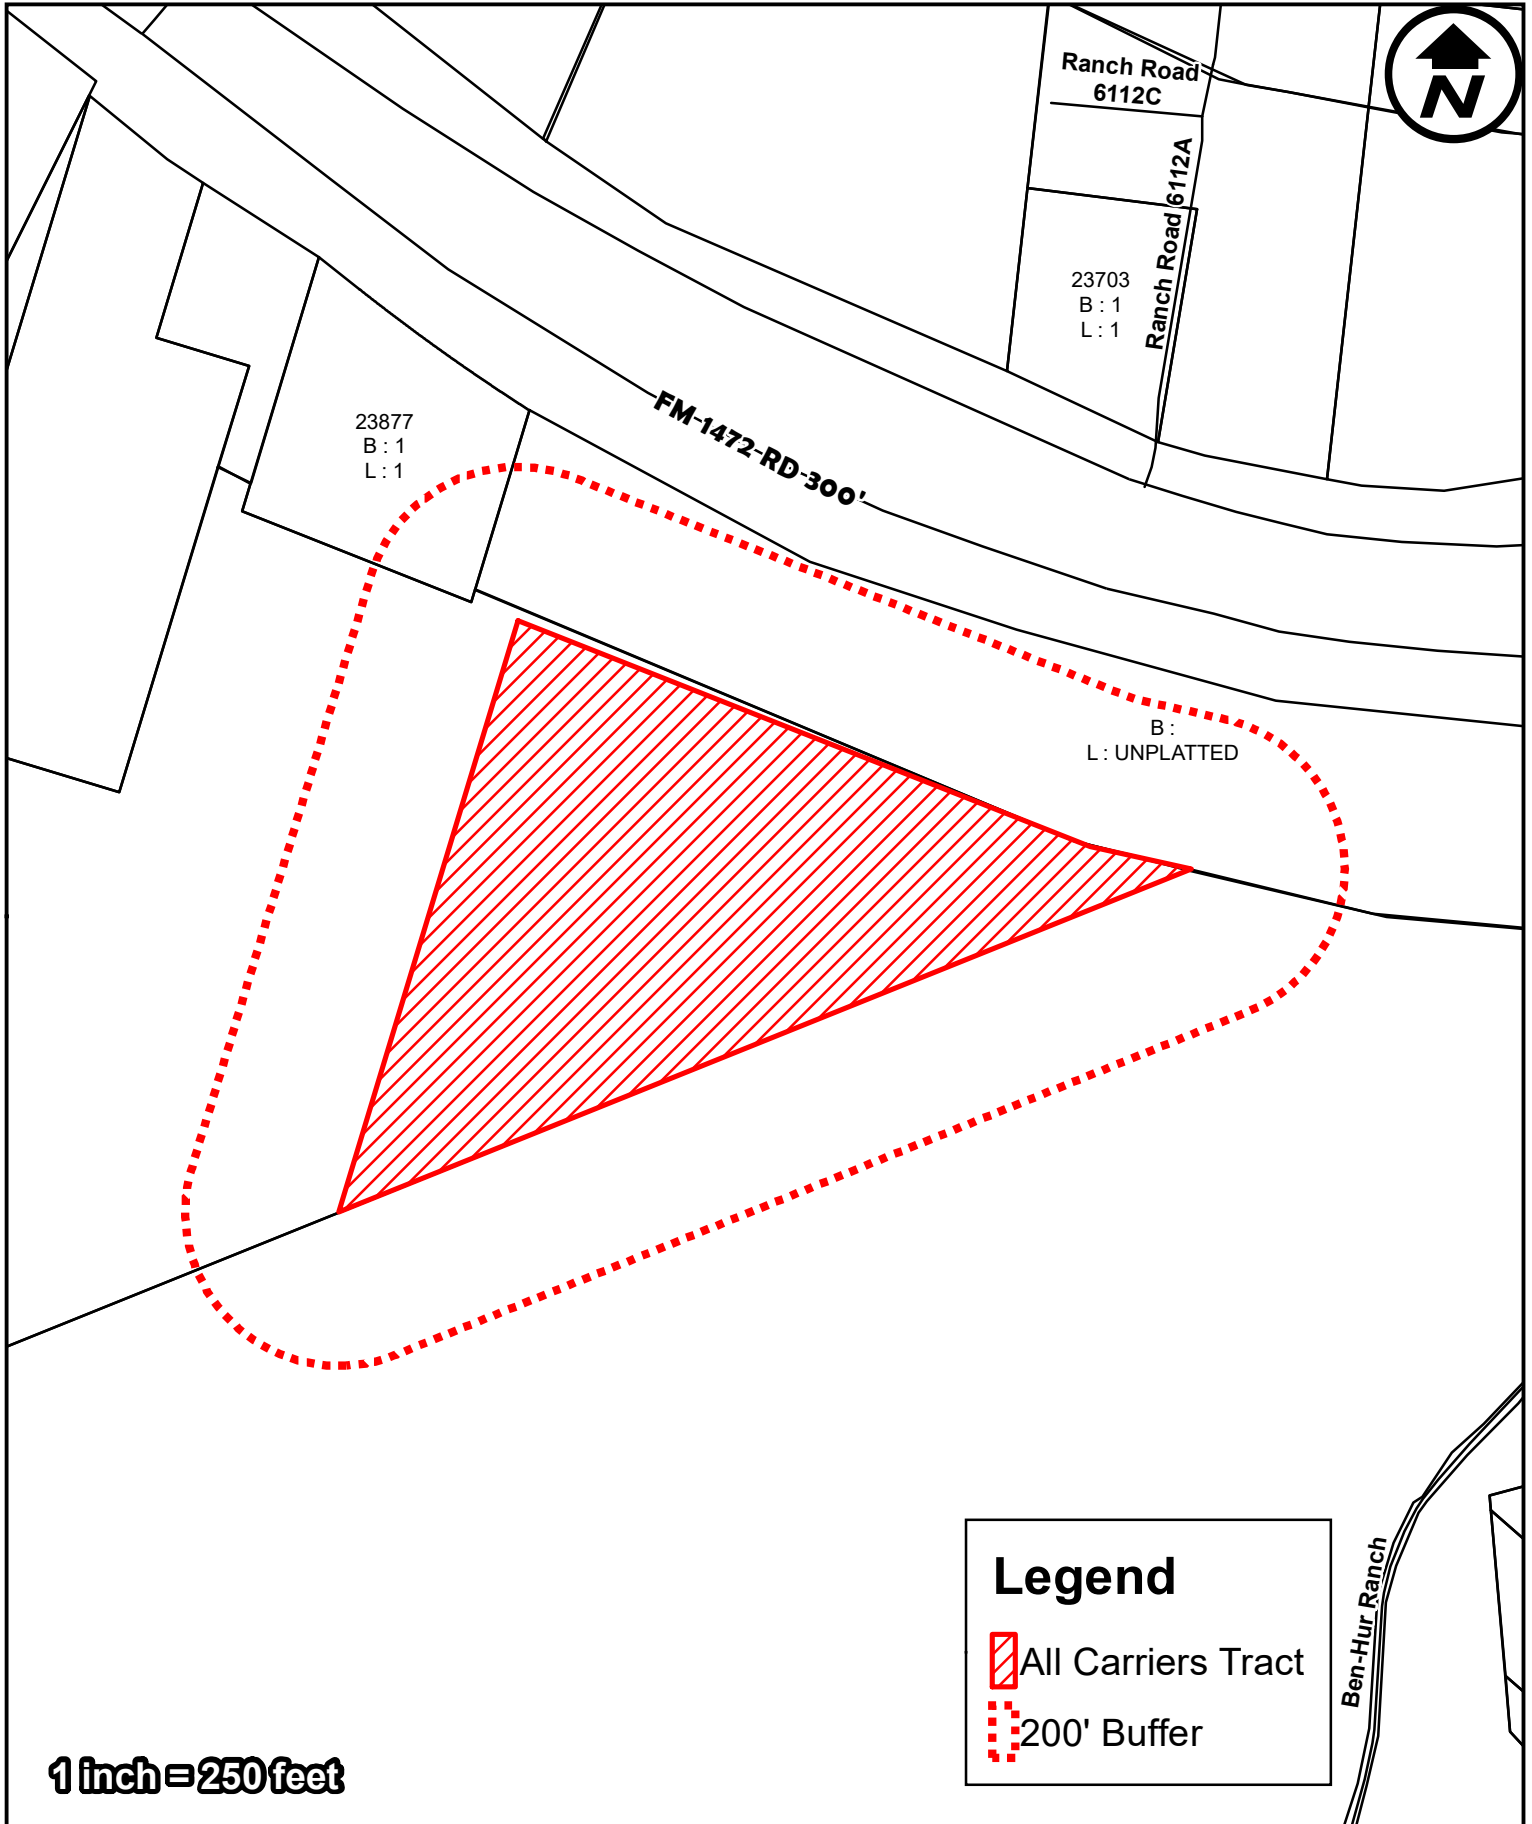 N
Ranch Road
6112C
Ranch Road 6112A
23703
B : 1
L : 1
23877
B : 1
L : 1
FM-1472-RD-300'
B :
L : UNPLATTED
Legend
All Carriers Tract
200' Buffer
Ben-Hur Ranch
1 inch = 250 feet